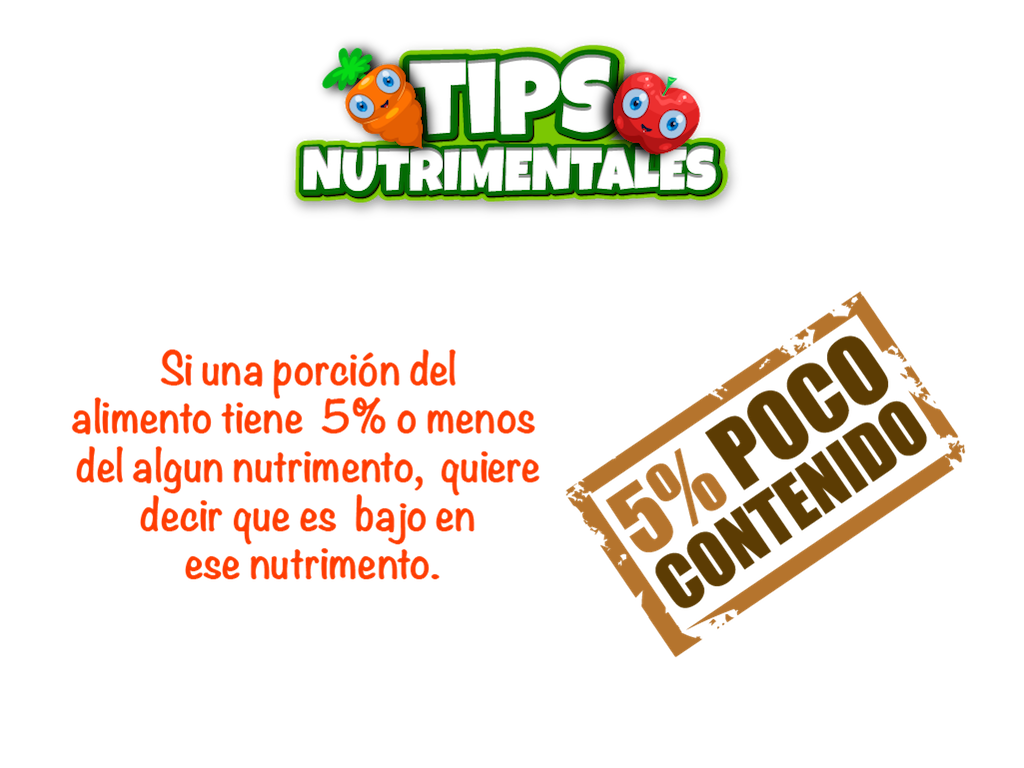 TIPS
NUTRIMENTALES
Si una porción del
alimento tiene 5% o menos
del algun nutrimento, quiere
decir que es bajo en
ese nutrimento.
5% POCO
CONTENIDO